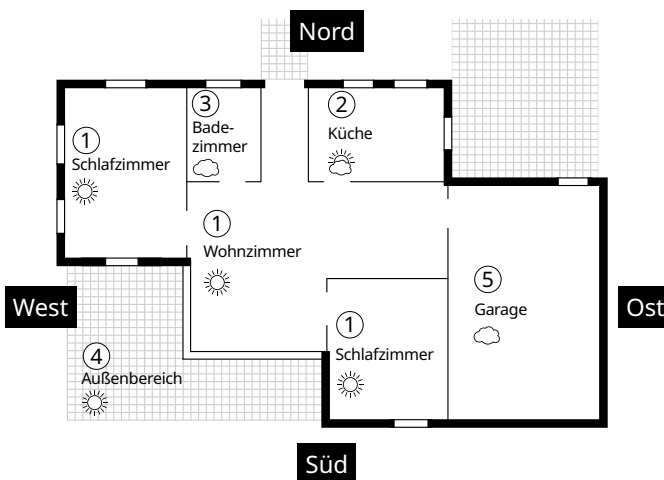 Nord
3
Bade-
zimmer
2
Küche
1
Schlafzimmer
1
Wohnzimmer
West
5
Garage
Ost
1
Schlafzimmer
4
Außenbereich
Süd